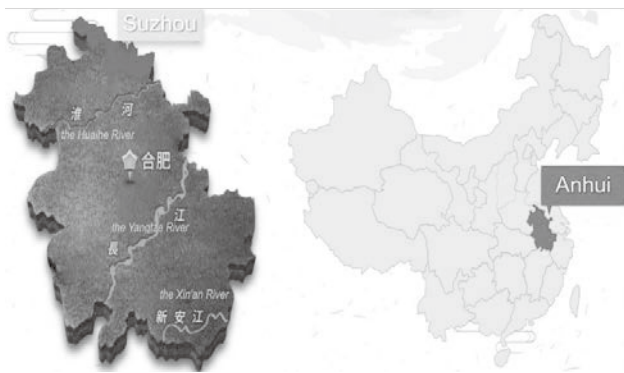 Suzhou
淮河
the Huaihe River
合肥
the Yangtze River
長江
the Xin'an River
新安江
Anhui